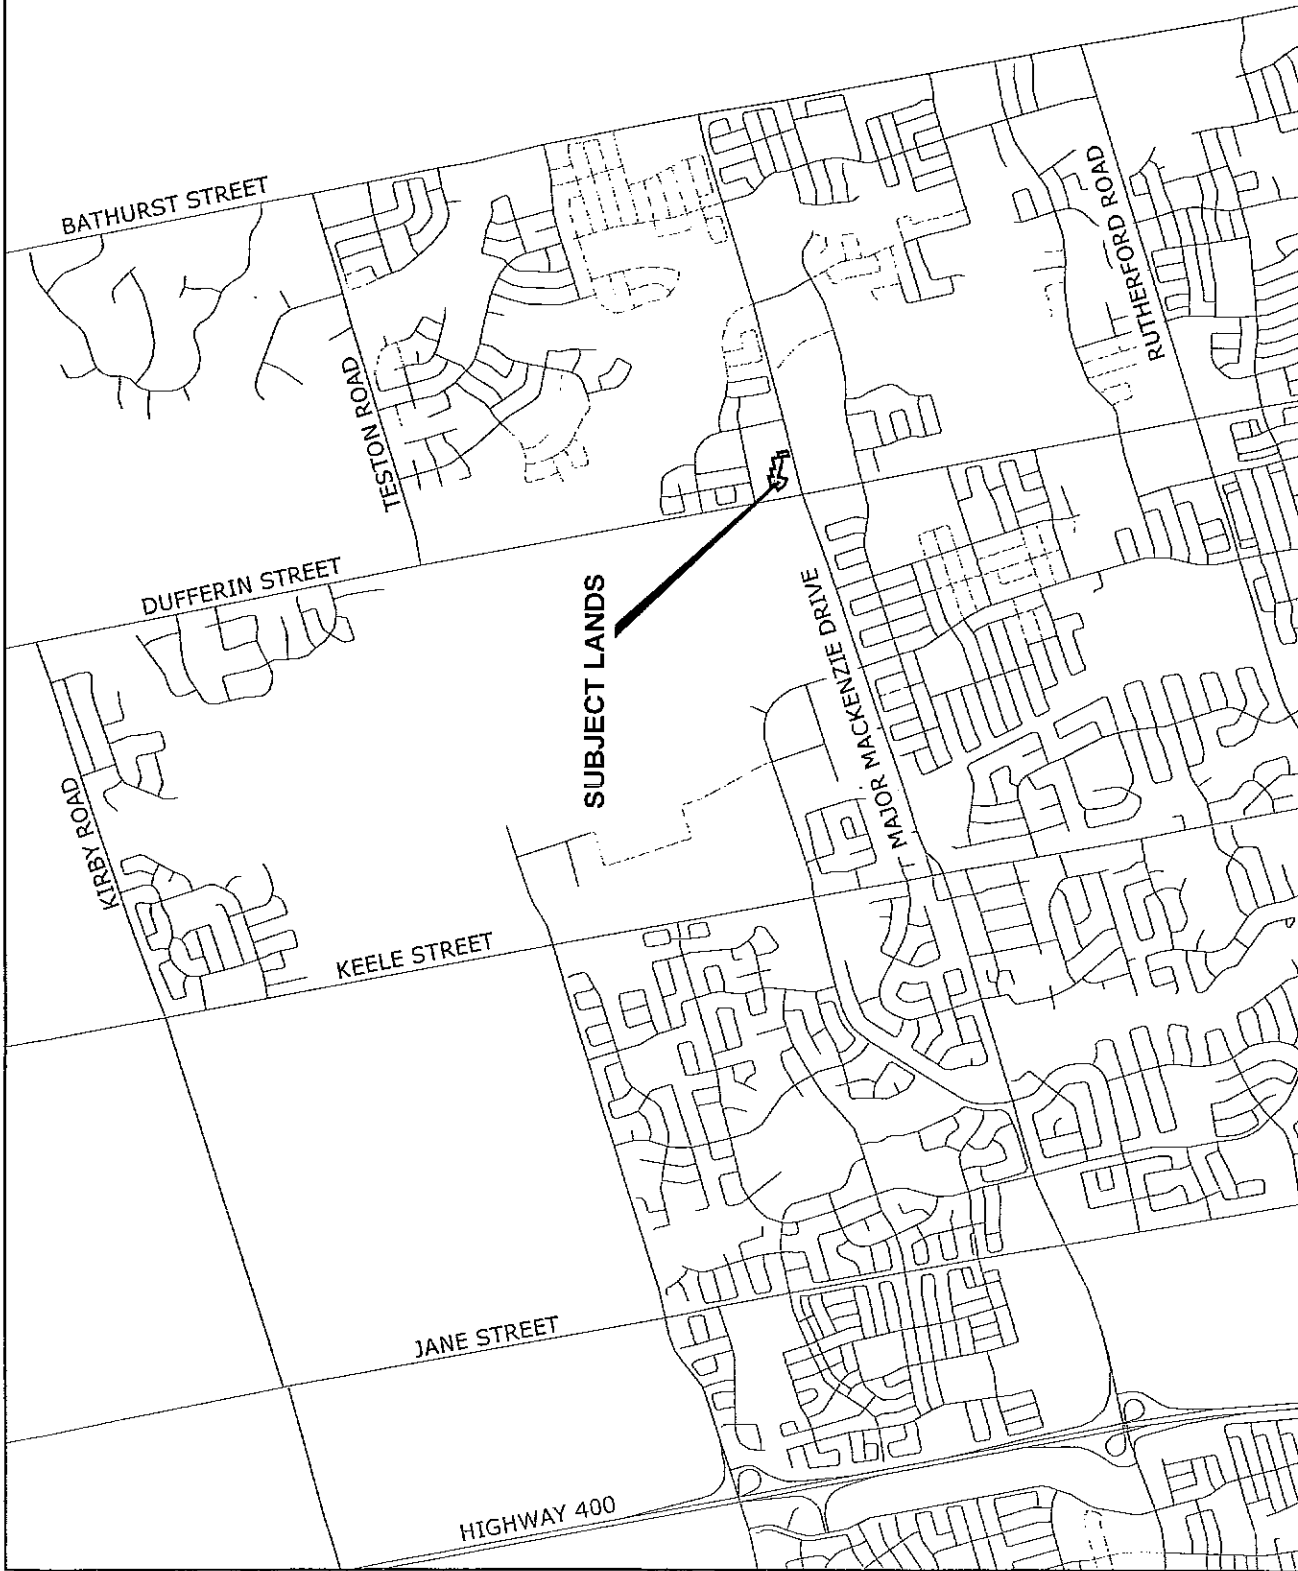 BATHURST STREET
TESTON ROAD
RUTHERFORD ROAD
DUFFERIN STREET
SUBJECT LANDS
MAJOR MACKENZIE DRIVE
KIRBY ROAD
KEELE STREET
JANE STREET
HIGHWAY 400